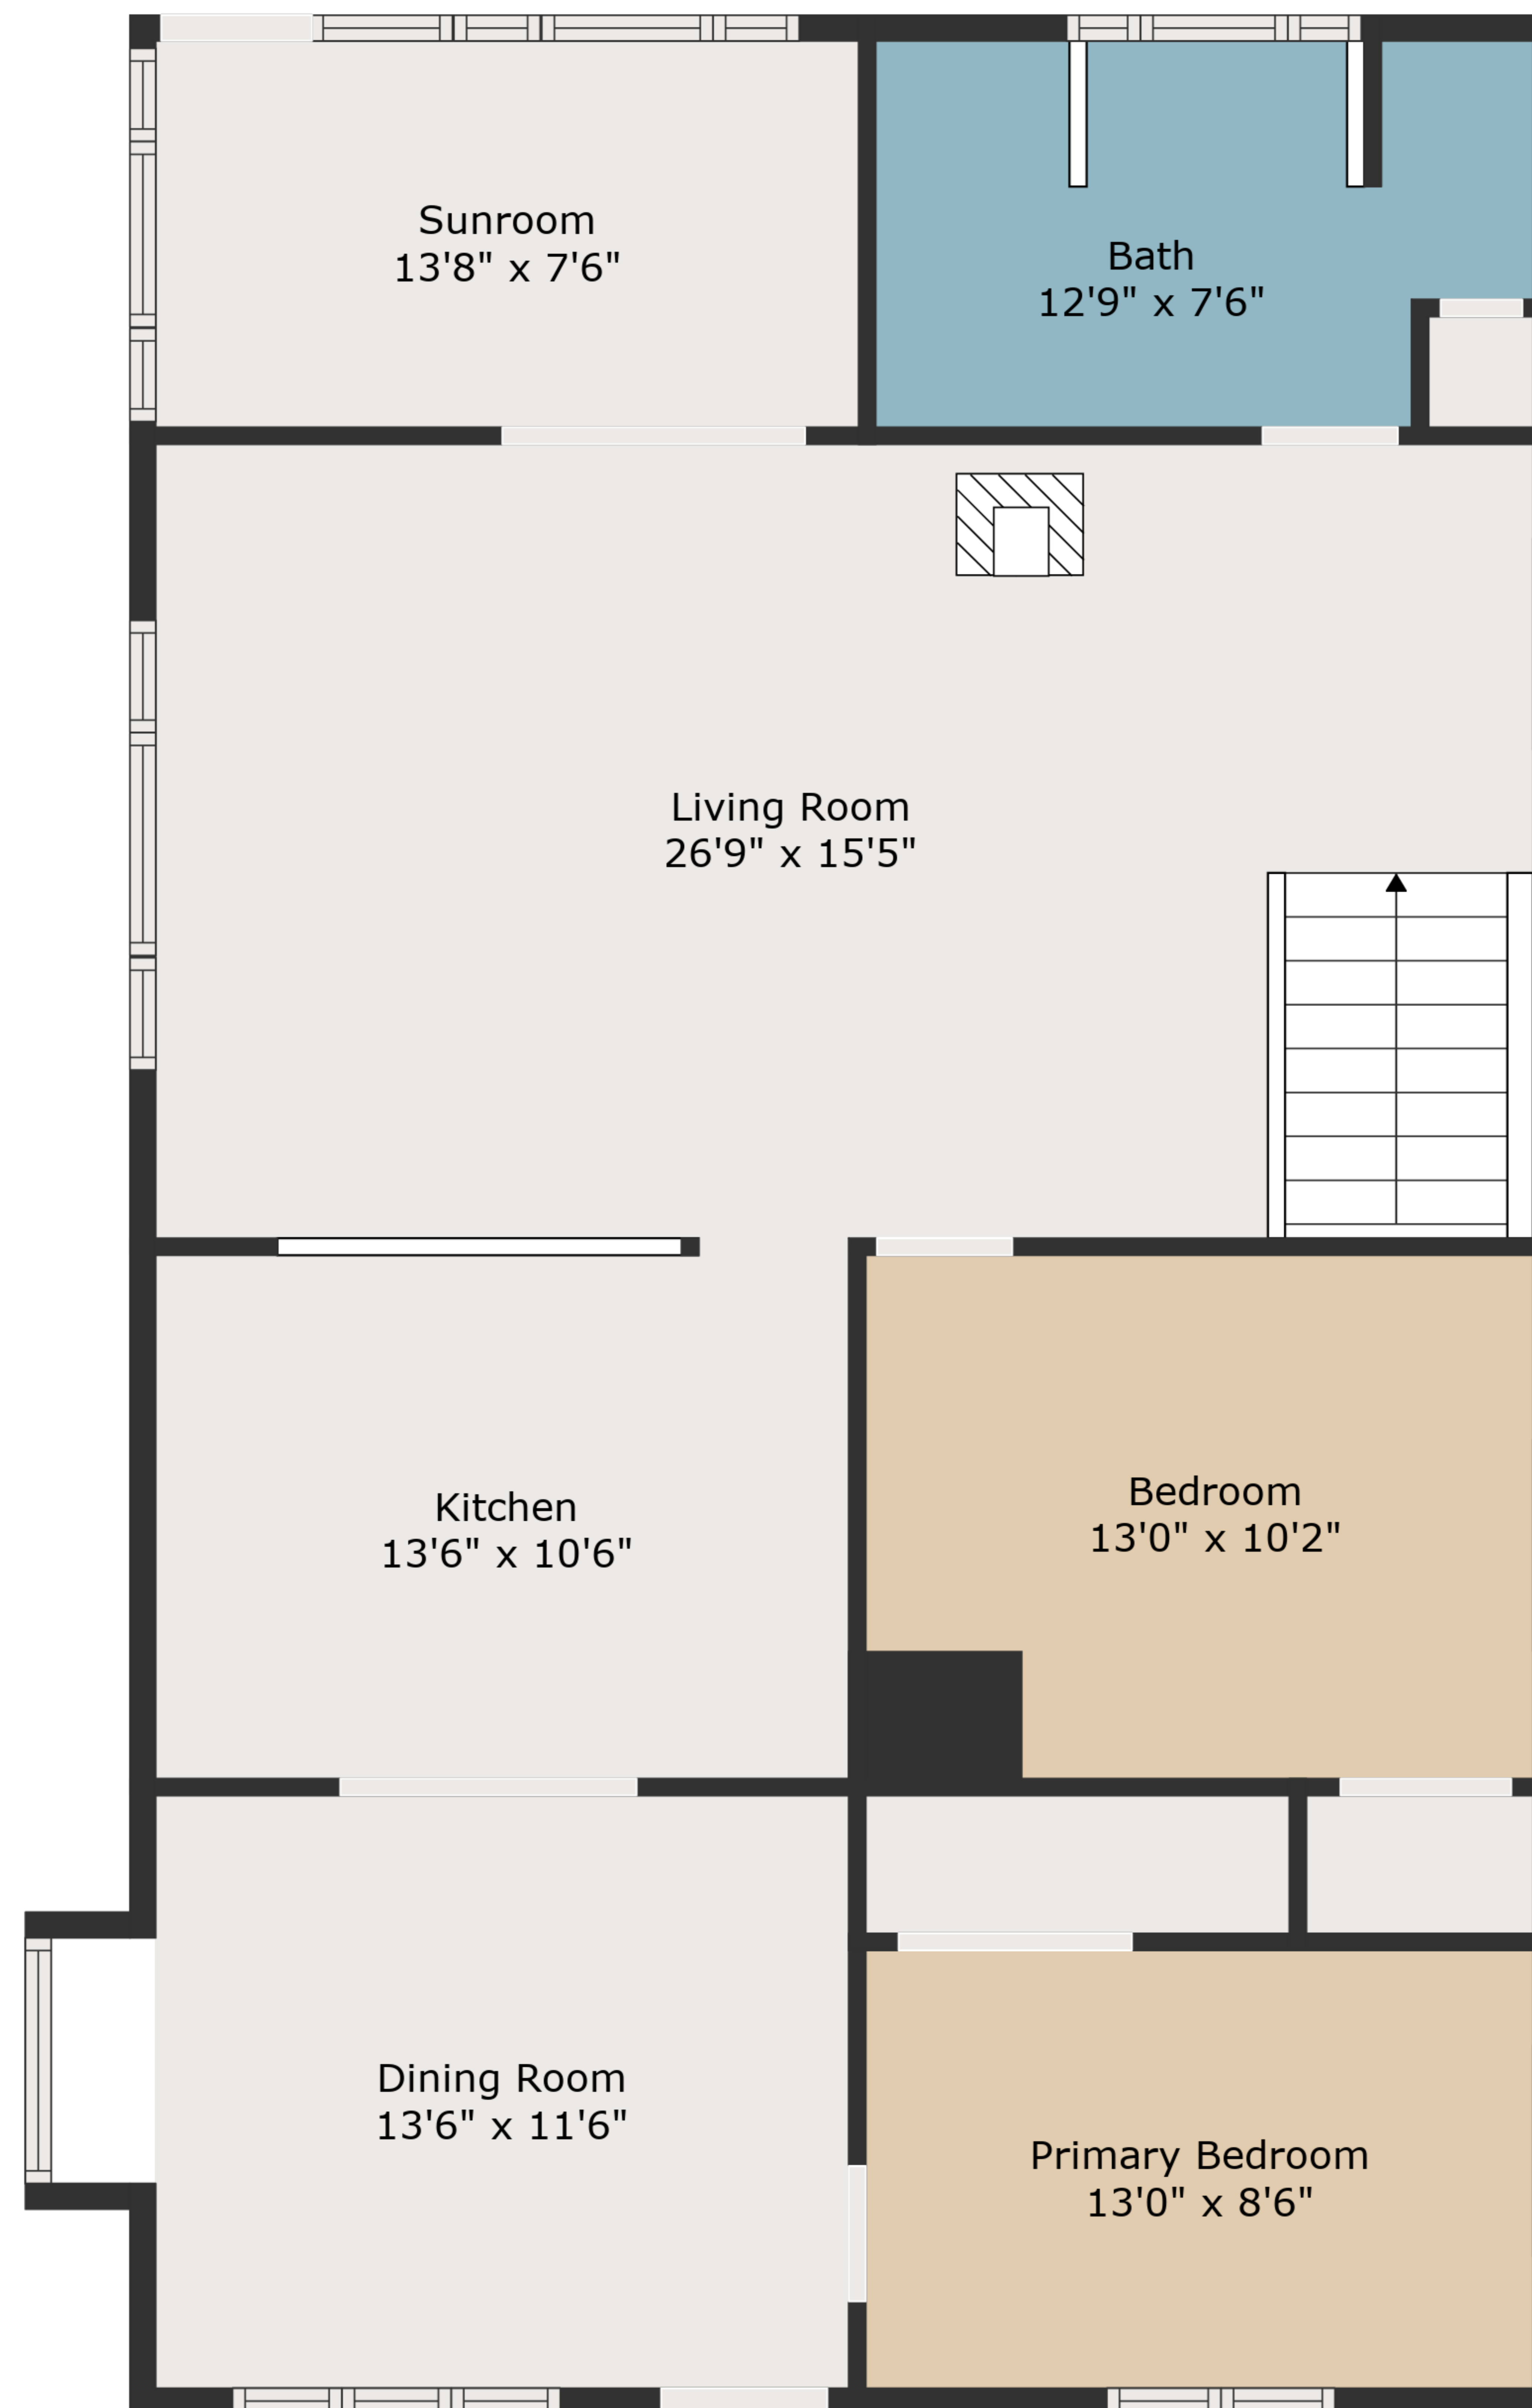 Sunroom
13'8" x 7'6"
Bath
12'9" x 7'6"
Living Room
26'9" x 15'5"
Kitchen
13'6" x 10'6"
Bedroom
13'0" x 10'2"
Dining Room
13'6" x 11'6"
Primary Bedroom
13'0" x 8'6"